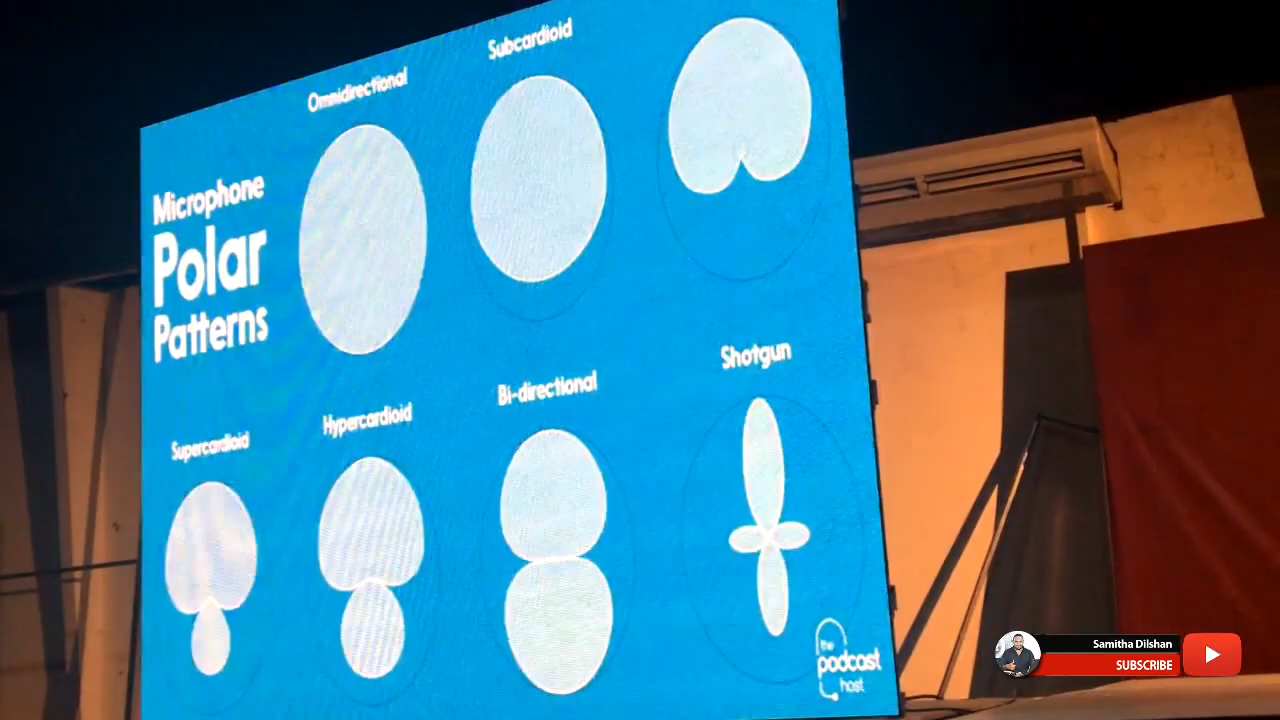 Microphone
Polar
Patterns
Omnidirectional
Subcardioid
Supercardioid
Hypercardioid
Bi-directional
Shotgun
the
podcast
host
Samitha Dilshan
SUBSCRIBE